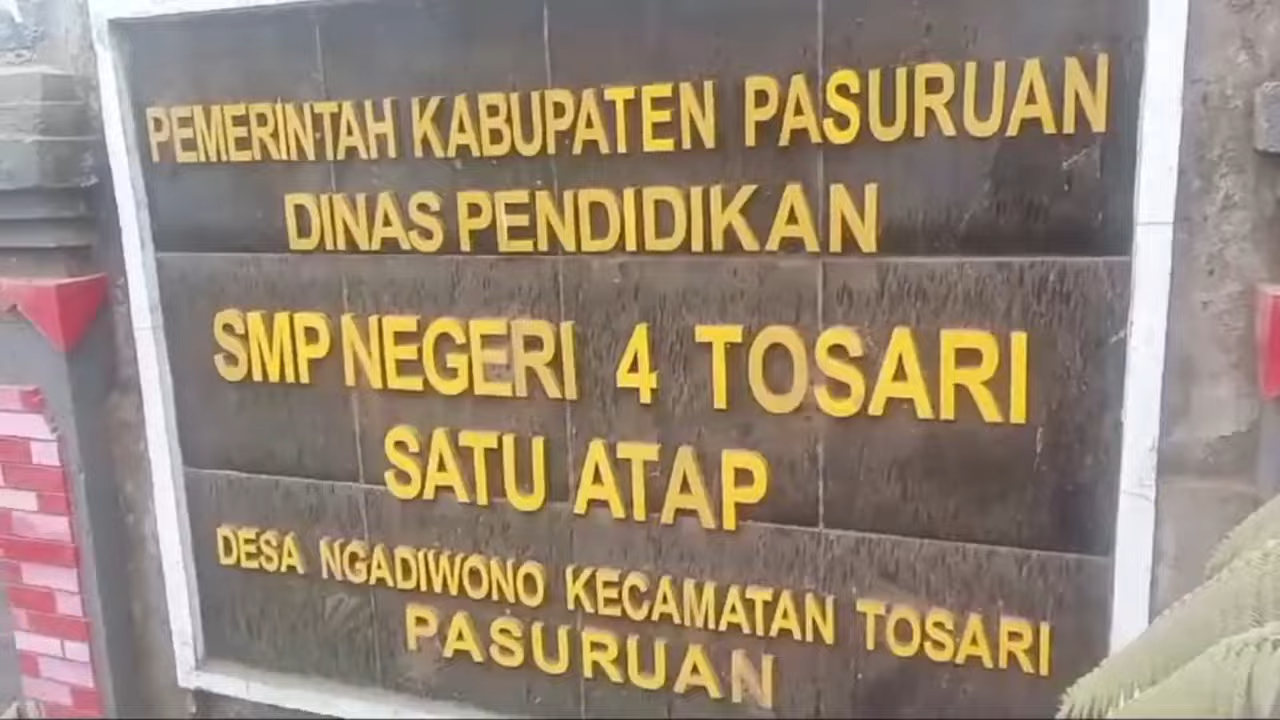 PEMERINTAH KABUPATEN PASURUAN
DINAS PENDIDIKAN
SMP NEGERI 4 TOSARI
SATU ATAP
DESA NGADIWONO KECAMATAN TOSARI
PASURUAN